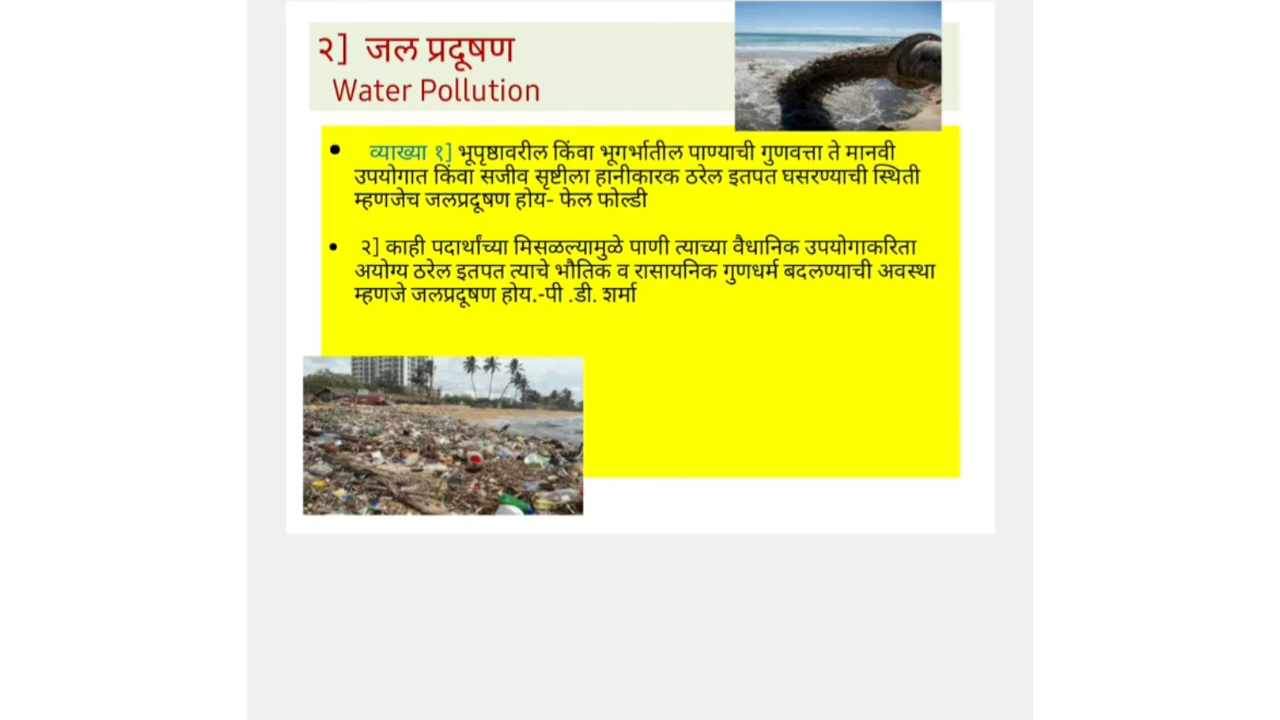 २] जल प्रदूषण
Water Pollution
• व्याख्या १] भूपृष्ठावरील किंवा भूगर्भातील पाण्याची गुणवत्ता ते मानवी
उपयोगात किंवा सजीव सृष्टीला हानीकारक ठरेल इतपत घसरण्याची स्थिती
म्हणजेच जलप्रदूषण होय- फेल फोल्डी
• २] काही पदार्थांच्या मिसळल्यामुळे पाणी त्याच्या वैधानिक उपयोगाकरिता
अयोग्य ठरेल इतपत त्याचे भौतिक व रासायनिक गुणधर्म बदलण्याची अवस्था
म्हणजे जलप्रदूषण होय.-पी .डी. शर्मा